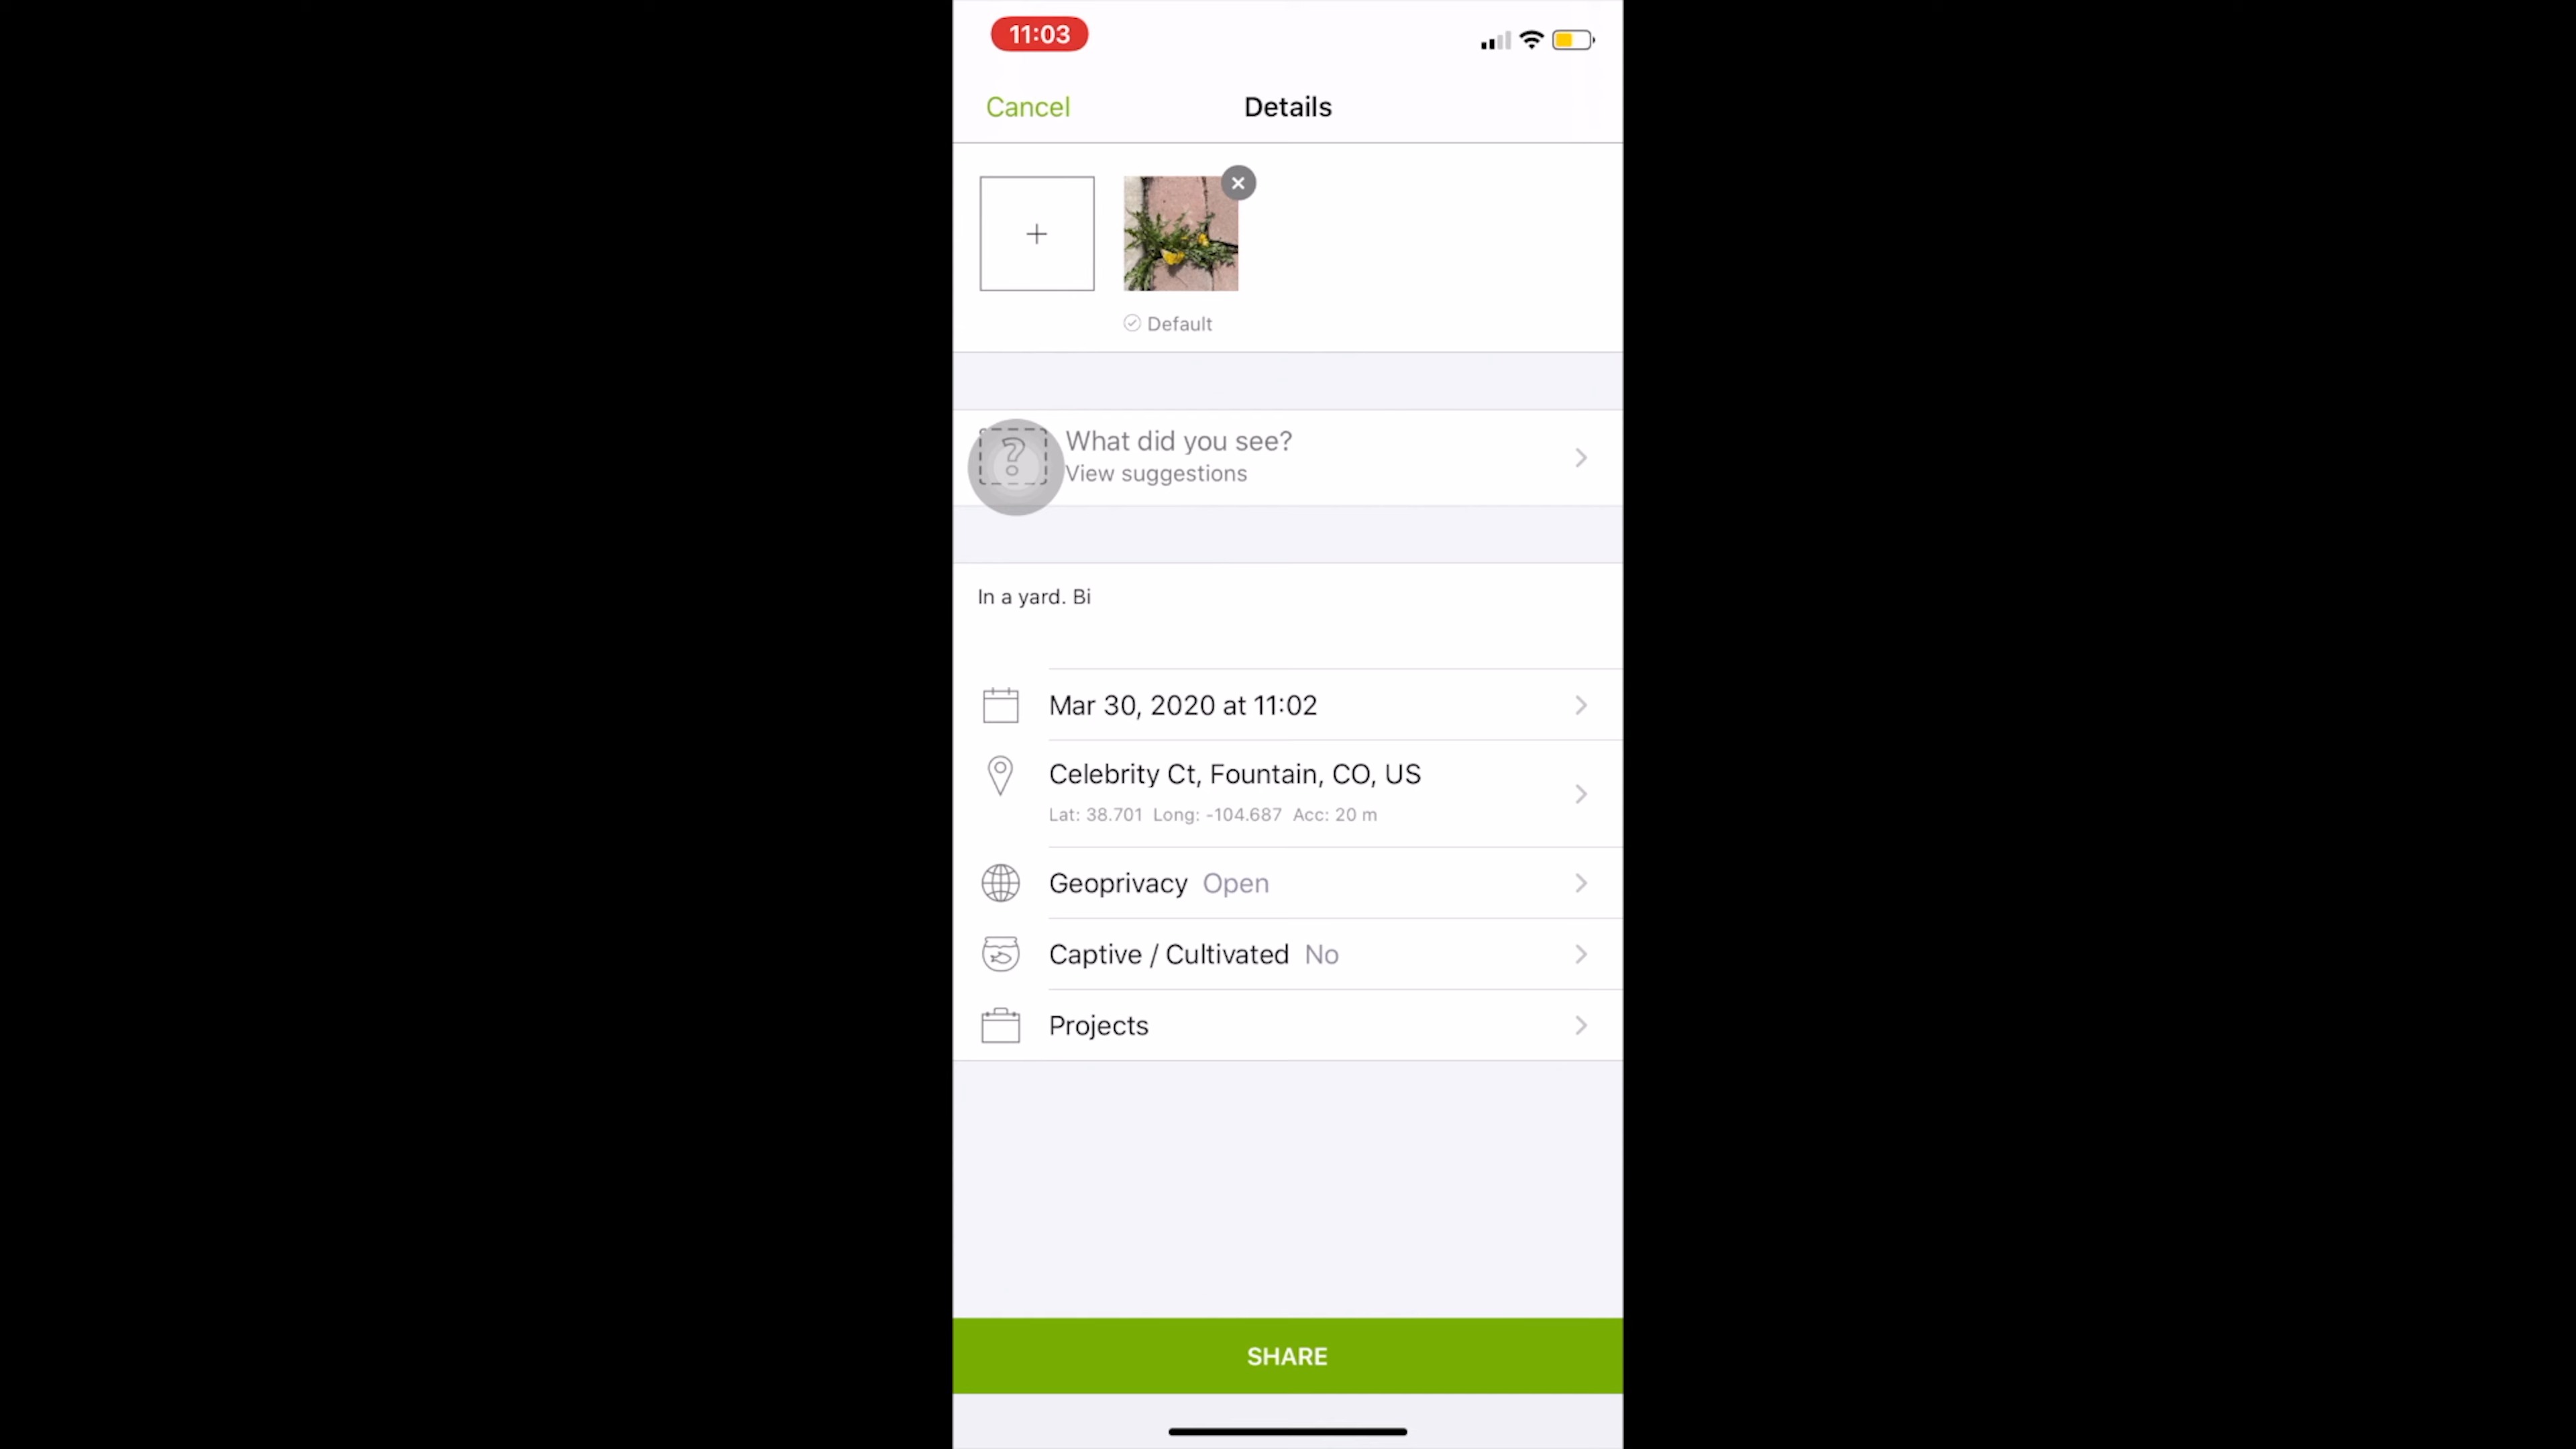 11:03
Cancel
Details
Default
What did you see?
View suggestions
In a yard. Bi
Mar 30, 2020 at 11:02
Celebrity Ct, Fountain, CO, US
Lat: 38.701 Long: -104.687 Acc: 20 m
Geoprivacy Open
Captive / Cultivated No
Projects
SHARE